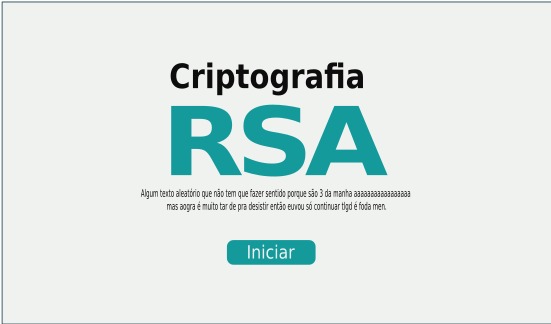 Criptografia
RSA
Algum texto aleatório que não tem que fazer sentido porque são 3 da manha aaaaaaaaaaaaaaaaa
mas aogra é muito tar de pra desistir então euvou só continuar tlgd é foda men.
Iniciar